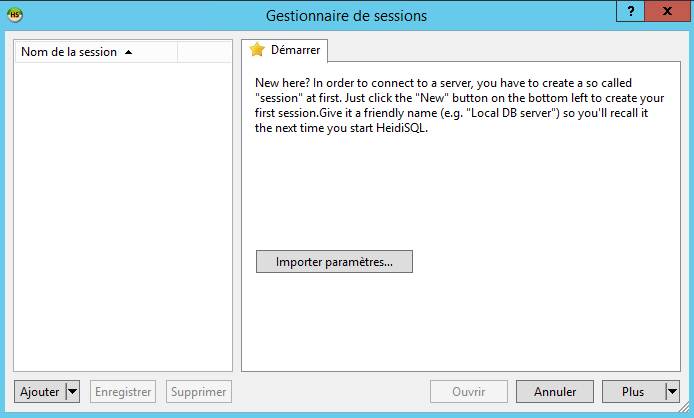 HS
Gestionnaire de sessions
?
x
Nom de la session
Démarrer
New here? In order to connect to a server, you have to create a so called
"session" at first. Just click the "New" button on the bottom left to create your
first session.Give it a friendly name (e.g. "Local DB server") so you'll recall it
the next time you start HeidiSQL.
Importer paramètres...
Ajouter
Enregistrer
Supprimer
Ouvrir
Annuler
Plus